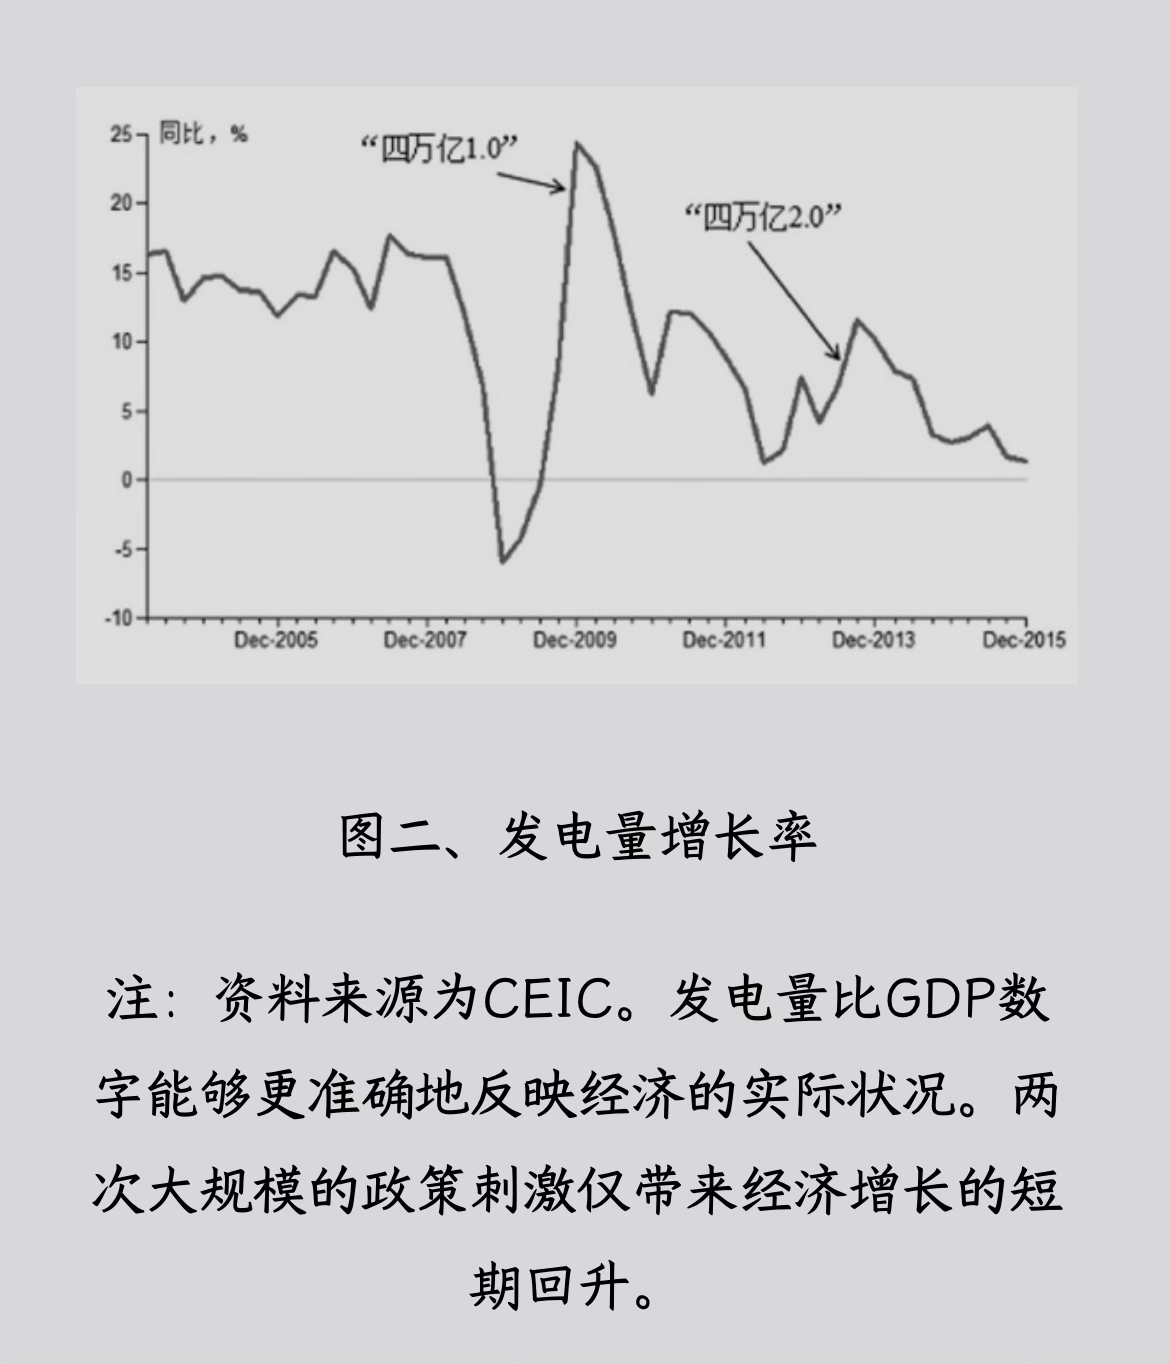 同比，%
“四万亿1.0”
“四万亿2.0”
25
20
15
10
5
0
-5
-10
Dec-2005 Dec-2007 Dec-2009 Dec-2011 Dec-2013 Dec-2015
图二、发电量增长率
注：资料来源为CEIC。发电量比GDP数
字能够更准确地反映经济的实际状况。两
次大规模的政策刺激仅带来经济增长的短
期回升。